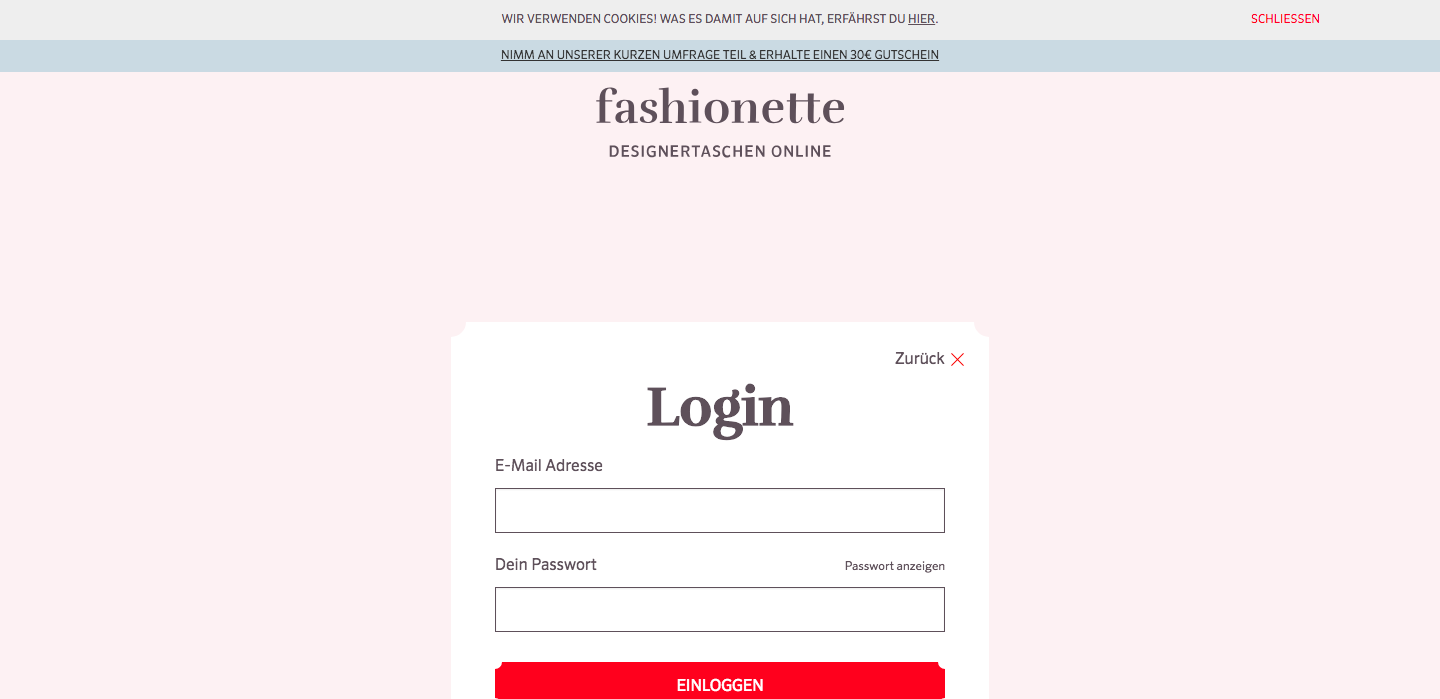 WIR VERWENDEN COOKIES! WAS ES DAMIT AUF SICH HAT, ERFÄHRST DU HIER.
SCHLIESSEN
NIMM AN UNSERER KURZEN UMFRAGE TEIL & ERHALTE EINEN 30€ GUTSCHEIN
fashionette
DESIGNERTASCHEN ONLINE
Zurück
Login
E-Mail Adresse
Dein Passwort
Passwort anzeigen
EINLOGGEN